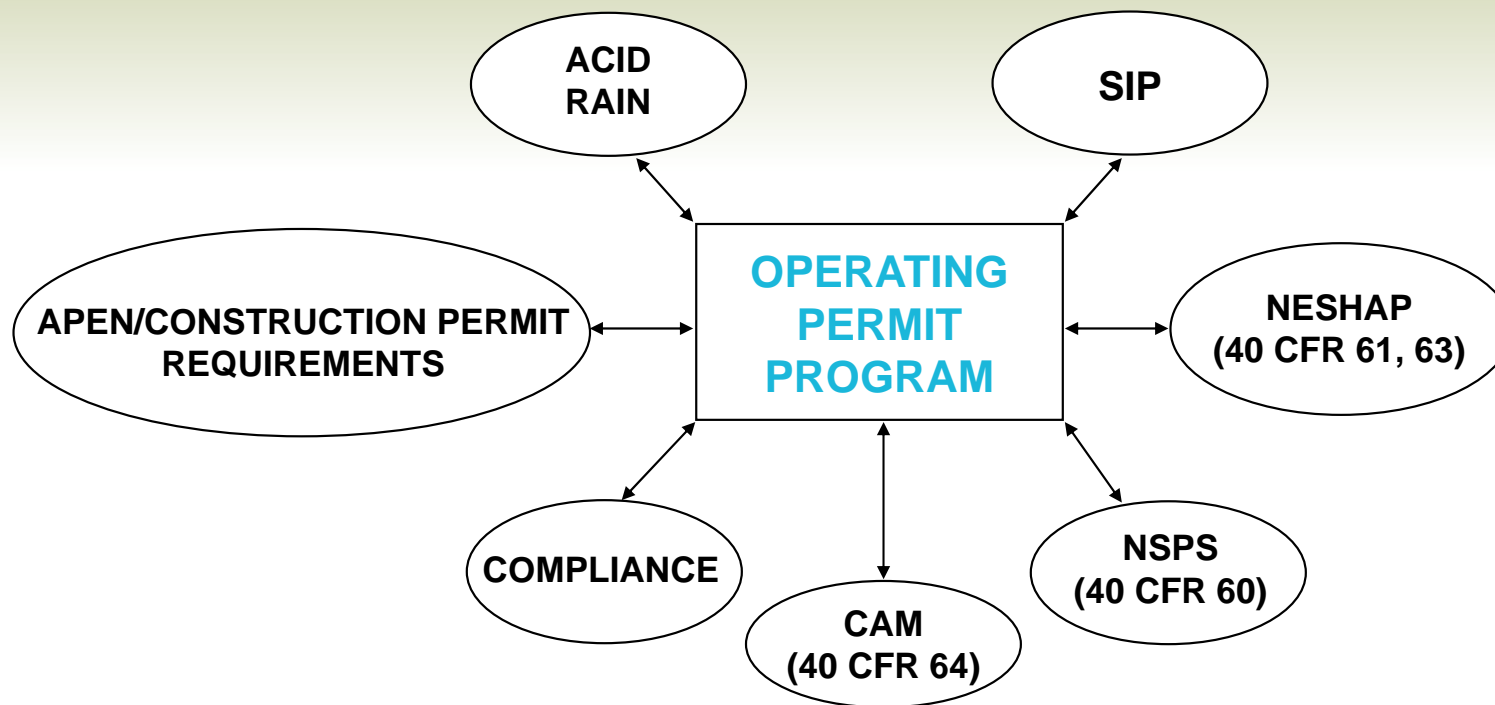 ACID
RAIN
SIP
OPERATING
PERMIT
PROGRAM
APEN/CONSTRUCTION PERMIT
REQUIREMENTS
NESHAP
(40 CFR 61, 63)
COMPLIANCE
CAM
(40 CFR 64)
NSPS
(40 CFR 60)